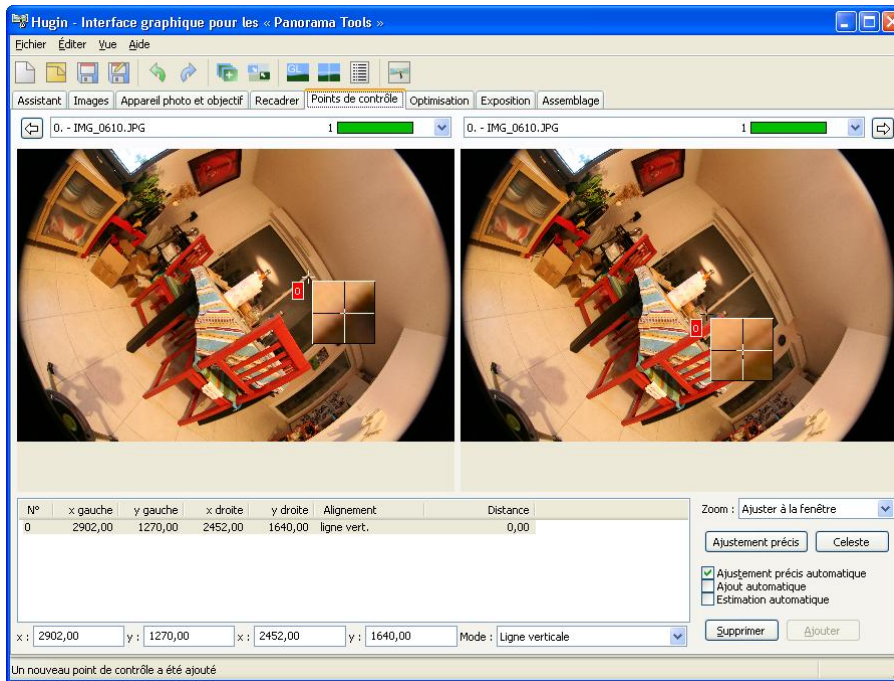 Hugin - Interface graphique pour les « Panorama Tools »
Fichier Éditer Vue Aide
GL
Assistant Images Appareil photo et objectif Recadrer Points de contrôle Optimisation Exposition Assemblage
0. - IMG_0610.JPG 1 0. - IMG_0610.JPG 1
0 0
N° x gauche y gauche x droite y droite Alignement Distance
0 2902,00 1270,00 2452,00 1640,00 ligne vert. 0,00
Zoom : Ajuster à la fenêtre
Ajustement précis Celeste
Ajustement précis automatique
Ajout automatique
Estimation automatique
x : 2902,00 y : 1270,00 x : 2452,00 y : 1640,00 Mode : Ligne verticale
Supprimer Ajouter
Un nouveau point de contrôle a été ajouté